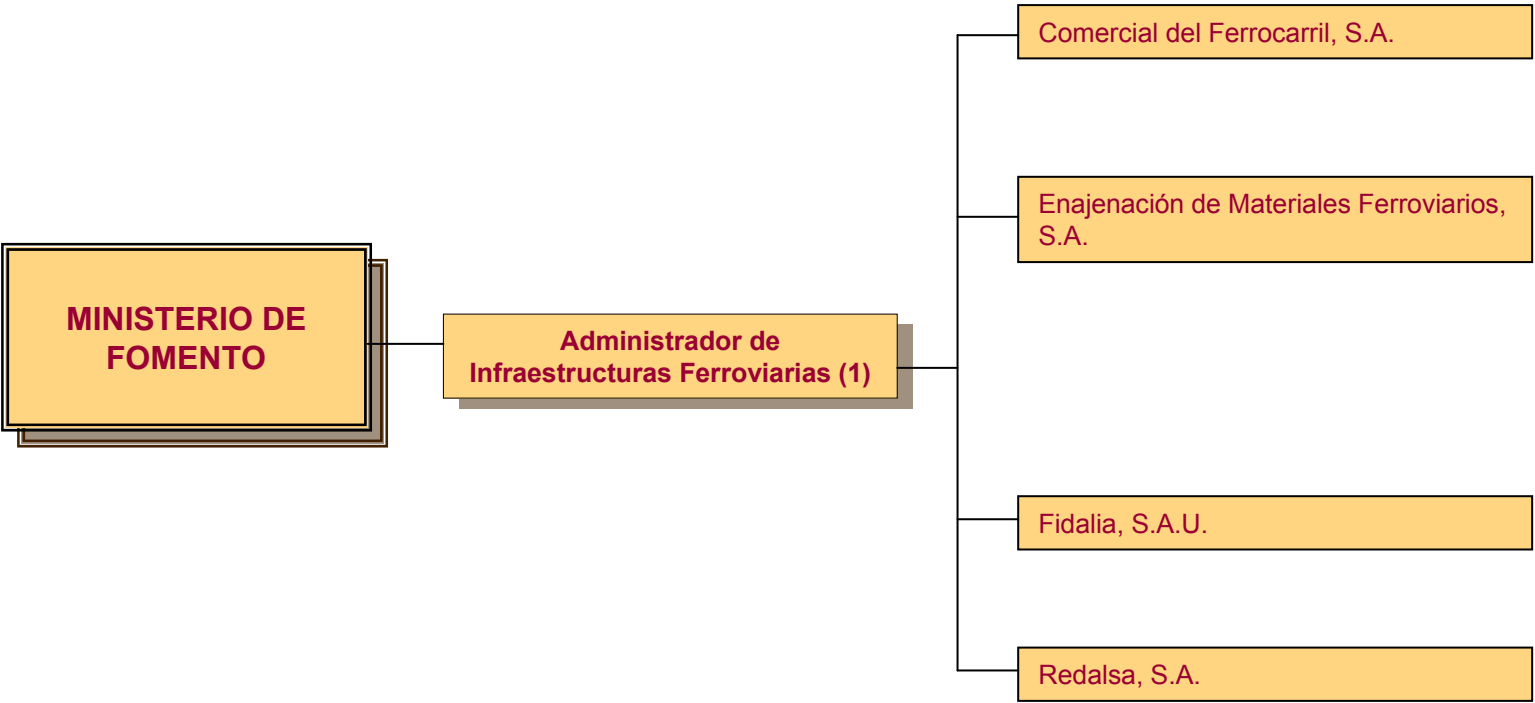 Comercial del Ferrocarril, S.A.
Enajenación de Materiales Ferroviarios,
S.A.
MINISTERIO DE
FOMENTO
Administrador de
Infraestructuras Ferroviarias (1)
Fidalia, S.A.U.
Redalsa, S.A.